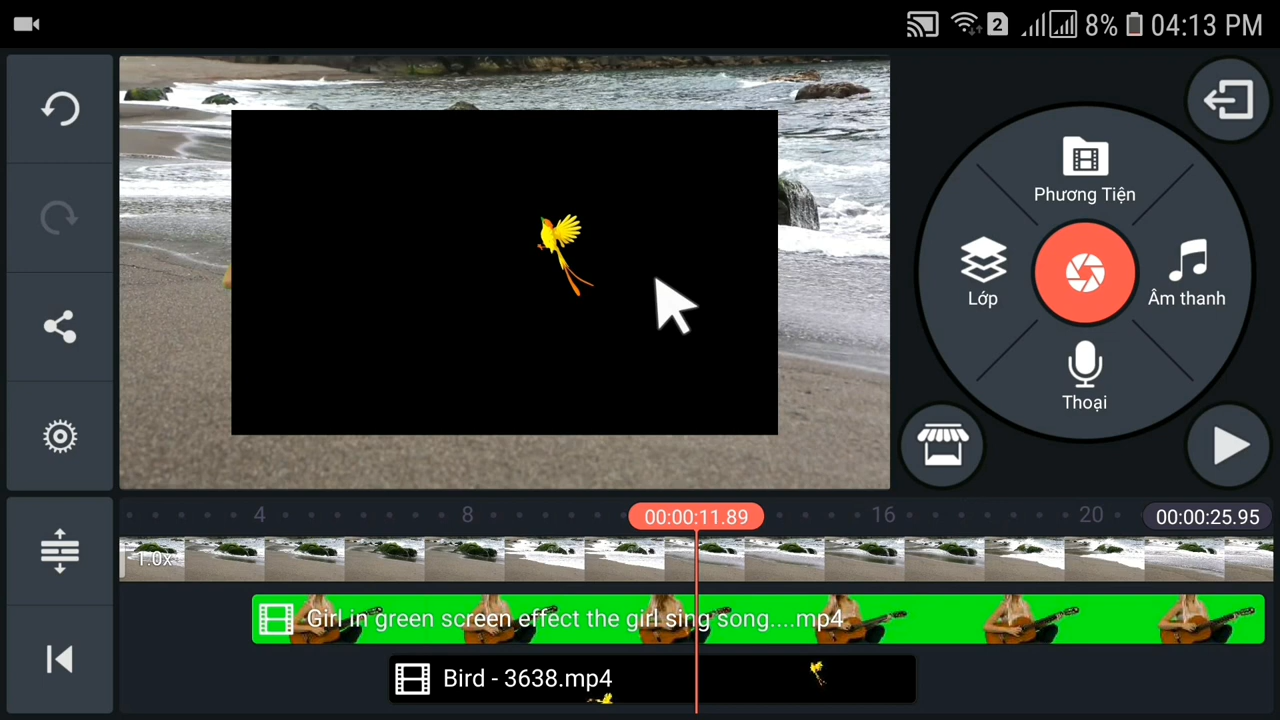 2 8% 04:13 PM
Phương Tiện
Lớp
Âm thanh
Thoại
4 8 00:00:11.89 16 20 00:00:25.95
1.0x
Girl in green screen effect the girl sing song....mp4
Bird - 3638.mp4